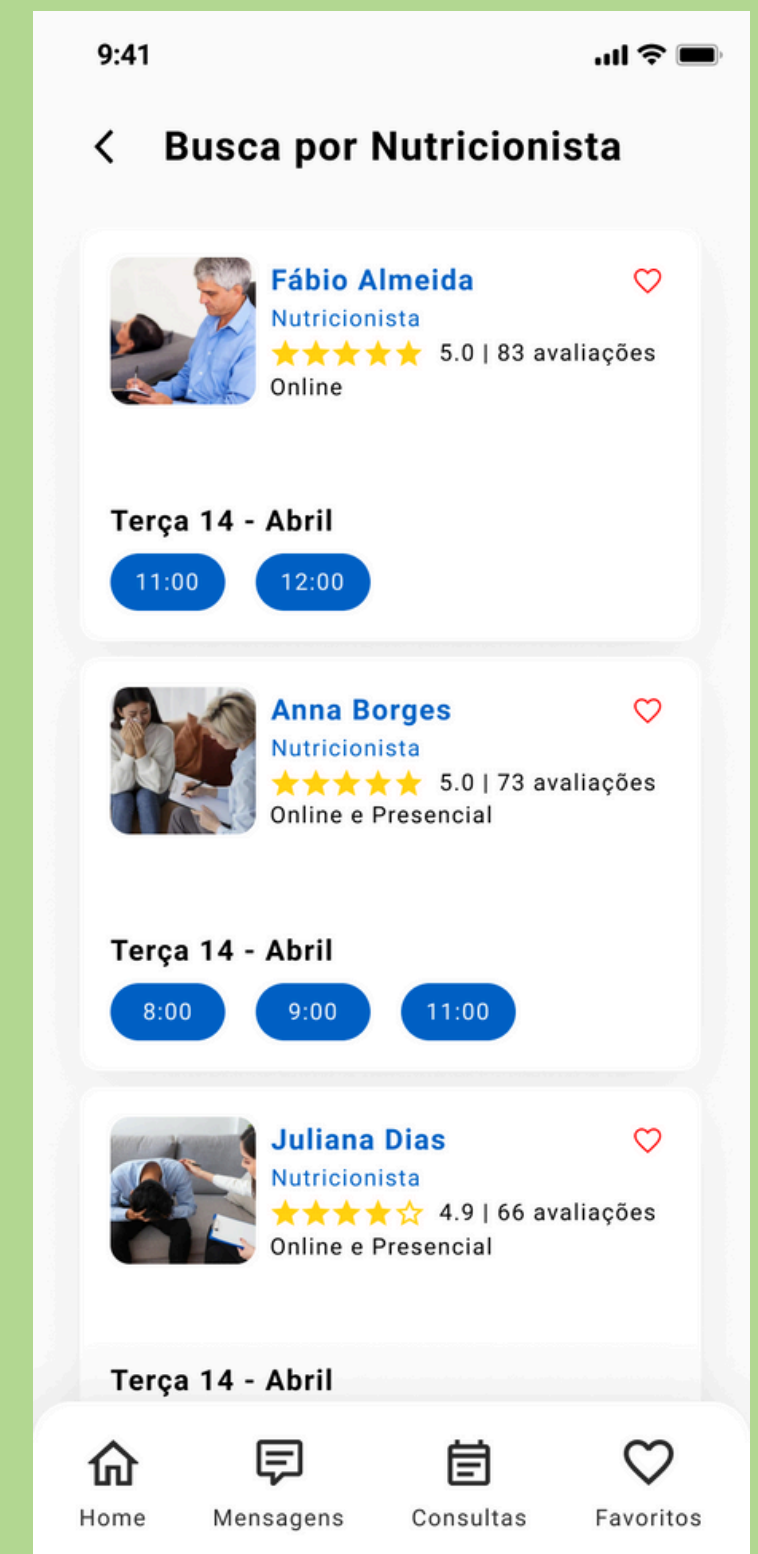 9:41
Busca por Nutricionista
Fábio Almeida
Nutricionista
5.0 | 83 avaliações
Online
Terça 14 - Abril
11:00 12:00
Anna Borges
Nutricionista
5.0 | 73 avaliações
Online e Presencial
Terça 14 - Abril
8:00 9:00 11:00
Juliana Dias
Nutricionista
4.9 | 66 avaliações
Online e Presencial
Terça 14 - Abril
Home Mensagens Consultas Favoritos